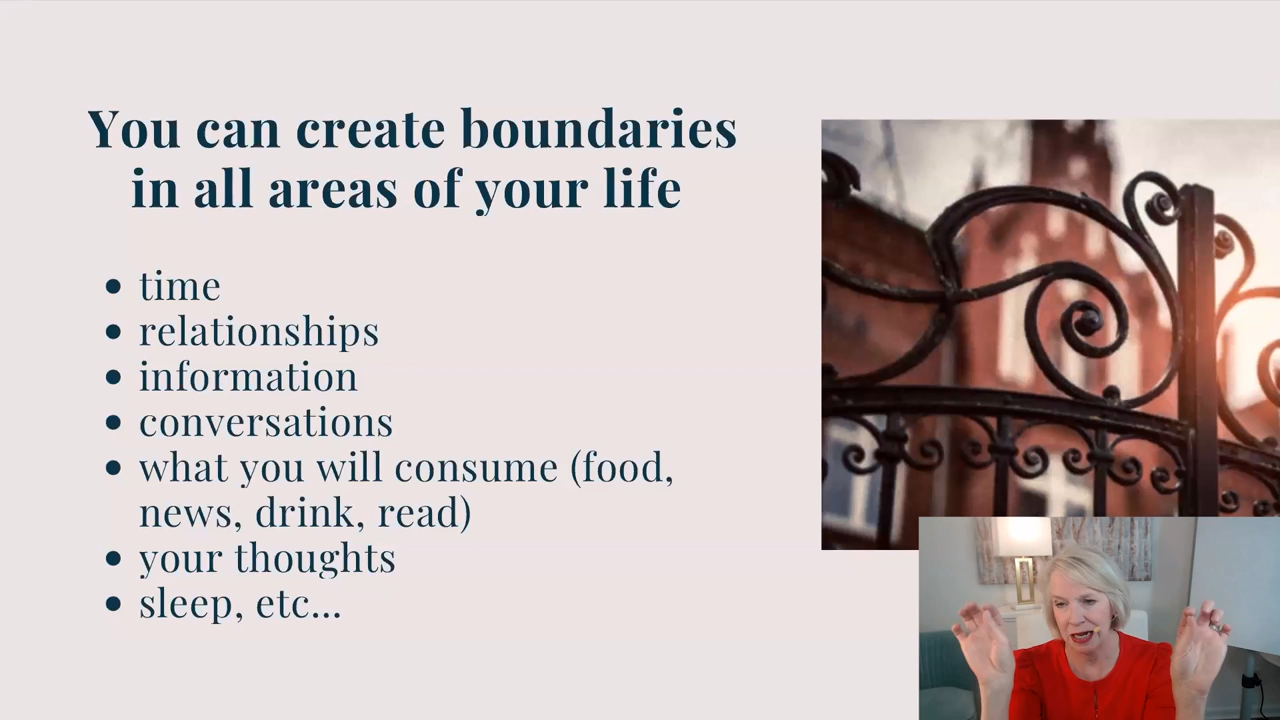 You can create boundaries
in all areas of your life
• time
• relationships
• information
• conversations
• what you will consume (food,
news, drink, read)
• your thoughts
• sleep, etc...